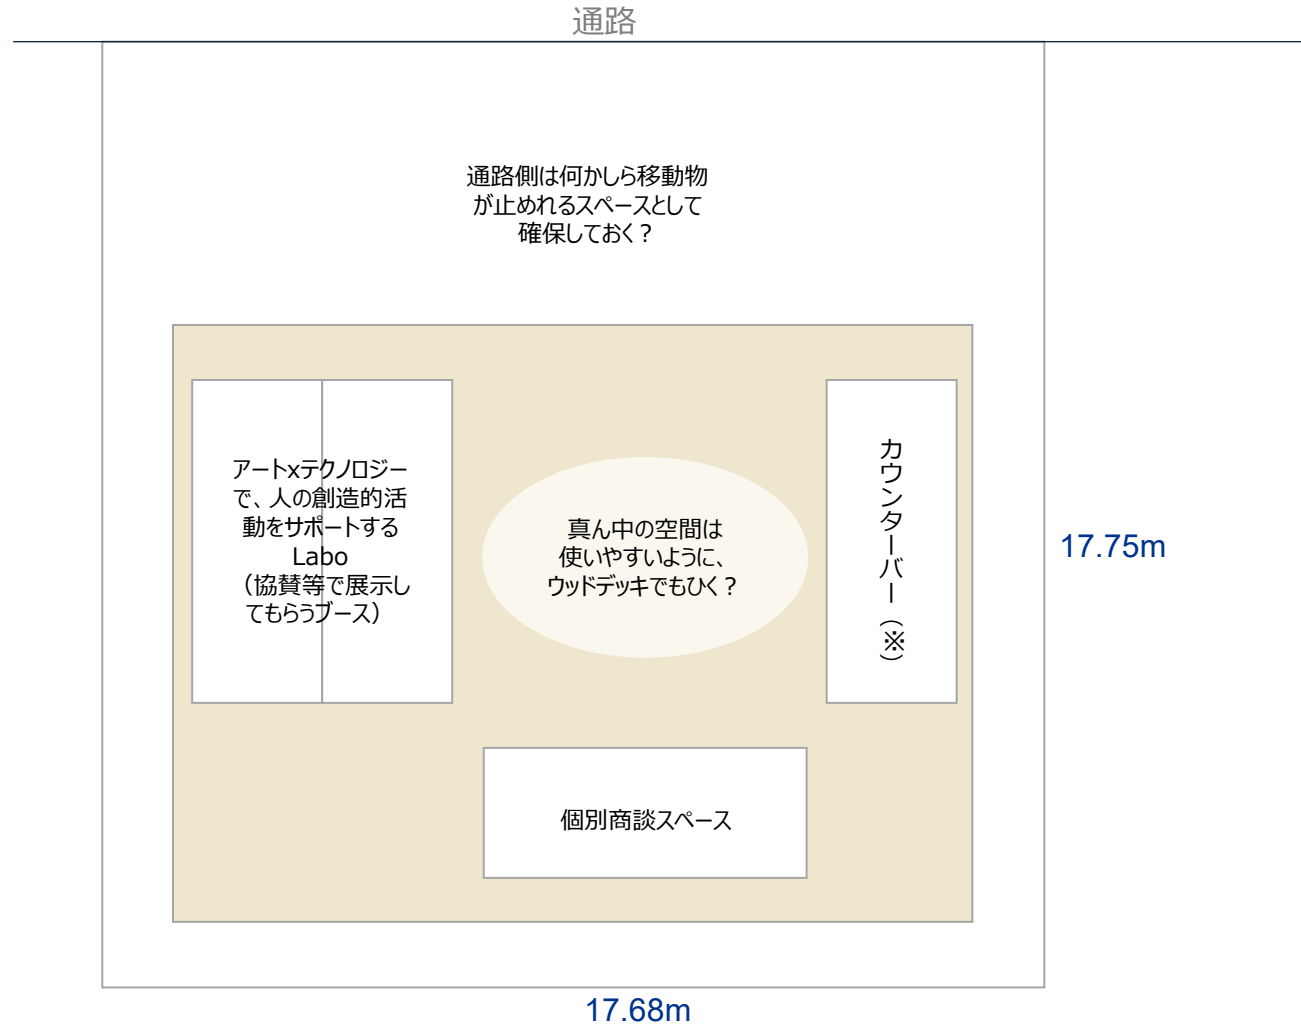 通路
通路側は何かしら移動物
が止めれるスペースとして
確保しておく？
アートxテクノロジー
で、人の創造的活
動をサポートする
Labo
（協賛等で展示し
てもらうブース）
真ん中の空間は
使いやすいように、
ウッドデッキでもひく？
カウンターバー（※）
17.75m
個別商談スペース
17.68m